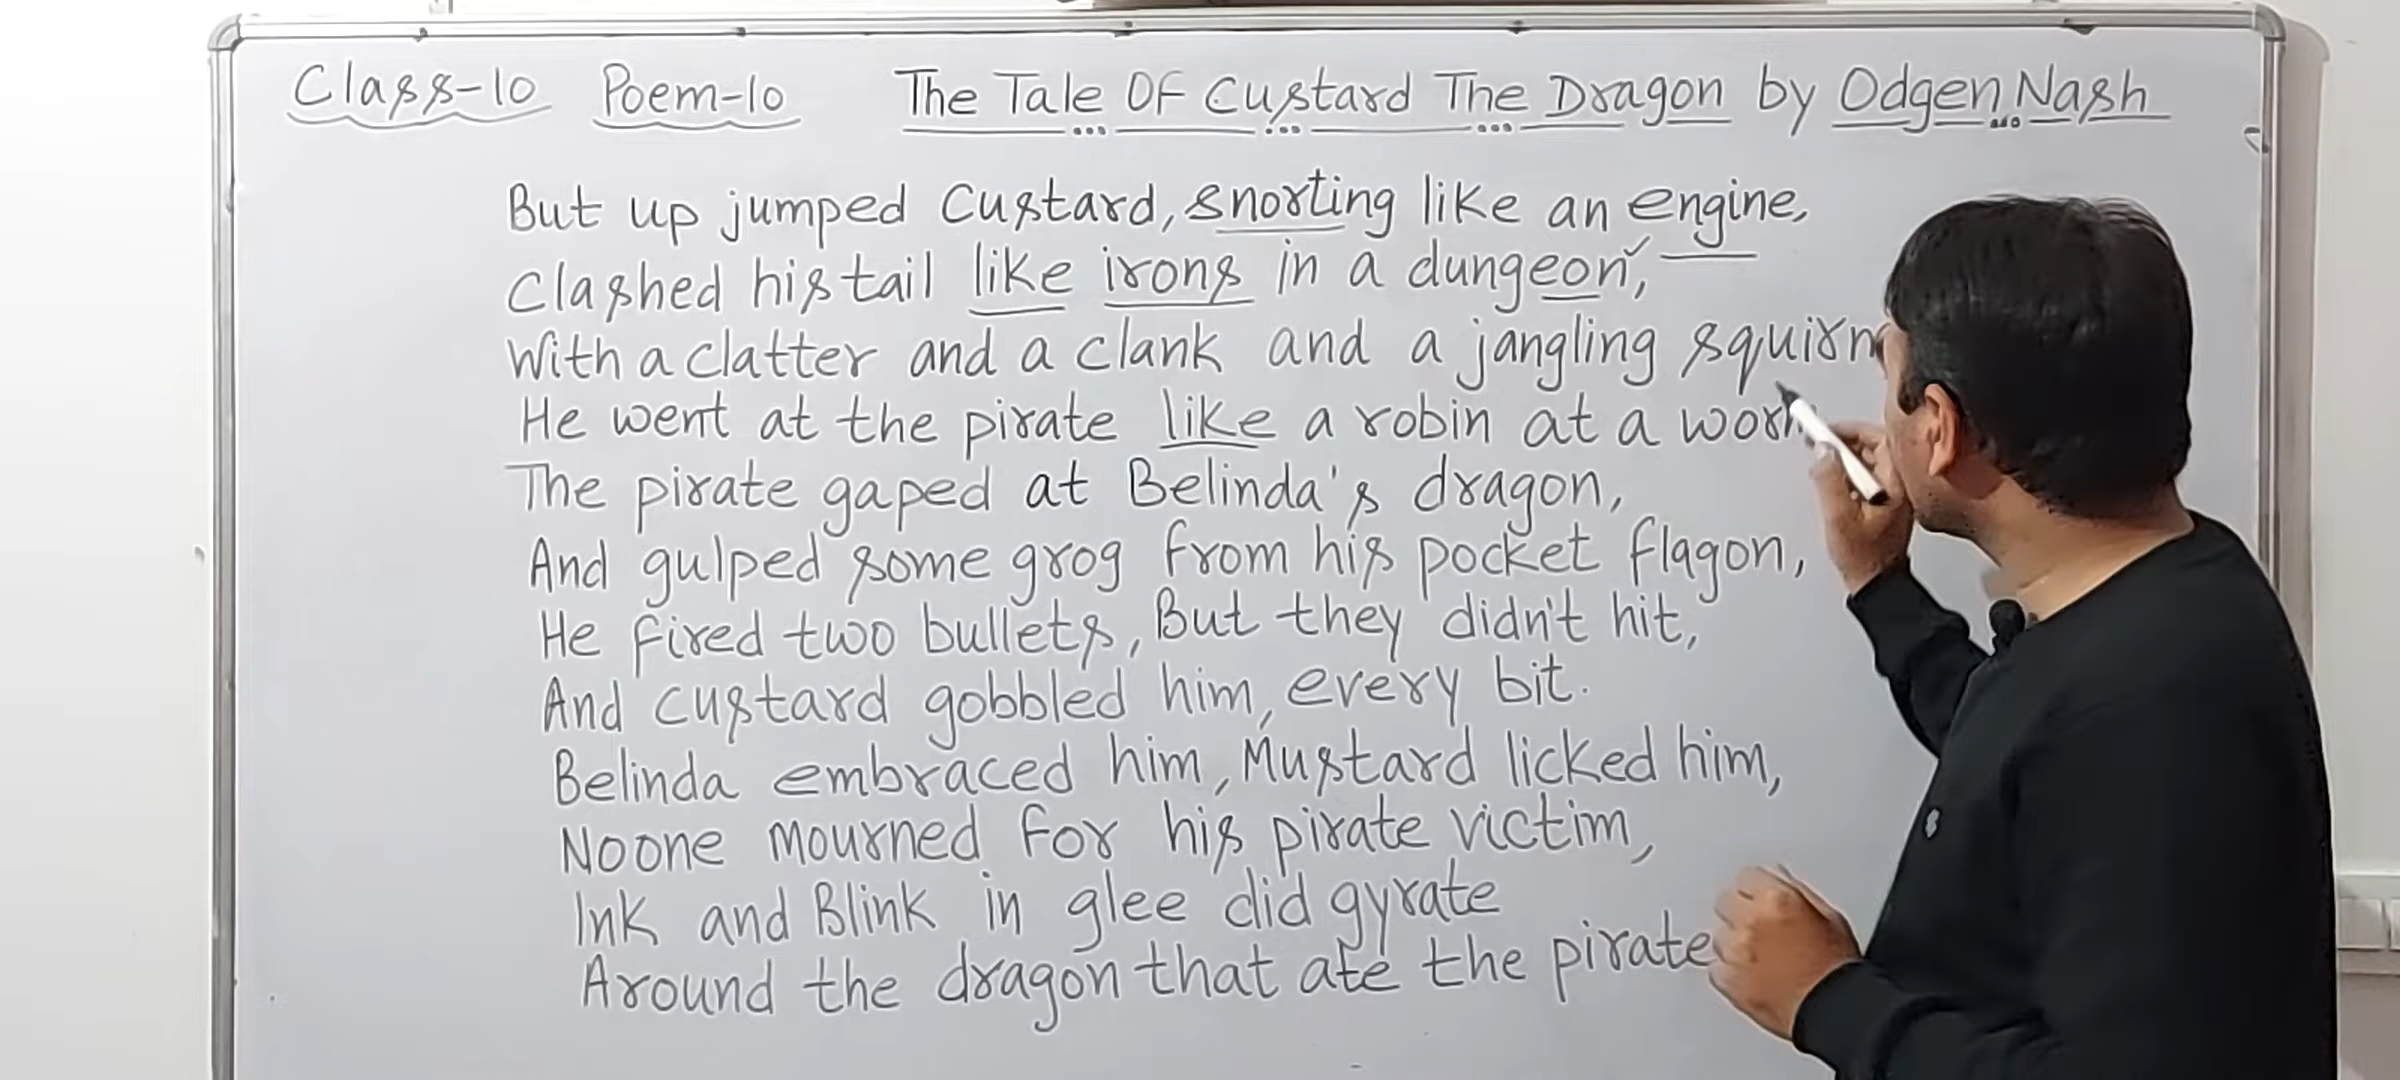 Class-10 Poem-10 The Tale OF Custard The Dragon by Odgen Nash
But up jumped Custard, snorting like an engine,
Clashed his tail like irons in a dungeon,
With a clatter and a clank and a jangling
He went at the pirate like a robin at a
The pirate gaped at Belinda's dragon,
And gulped some grog from his pocket flagon,
He fired two bullets, But they didn't hit,
And custard gobbled him, every bit.
Belinda embraced him, Mustard licked him,
Noone mourned for his pirate victim,
Ink and Blink in glee did gyrate
Around the dragon that ate the pirate